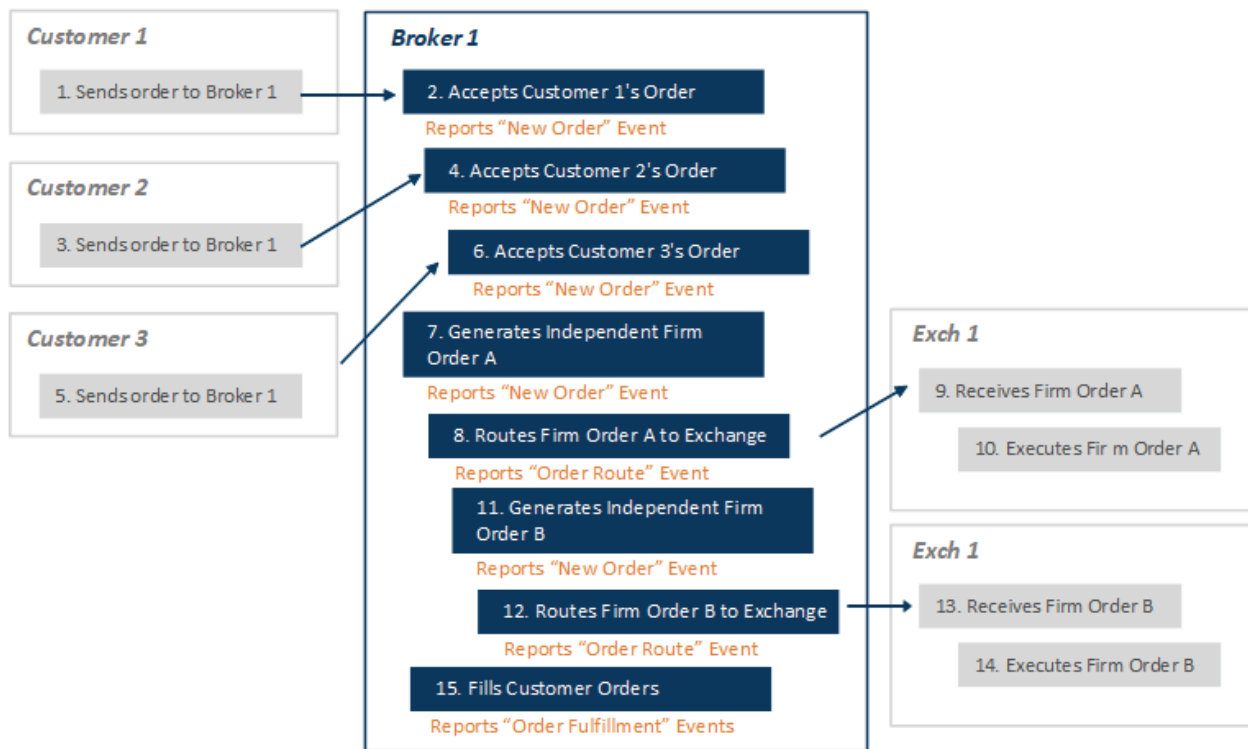 Customer 1
1. Sends order to Broker 1
Customer 2
3. Sends order to Broker 1
Customer 3
5. Sends order to Broker 1
Broker 1
2. Accepts Customer 1's Order
Reports “New Order” Event
4. Accepts Customer 2's Order
Reports “New Order” Event
6. Accepts Customer 3's Order
Reports “New Order” Event
7. Generates Independent Firm
Order A
Reports “New Order” Event
8. Routes Firm Order A to Exchange
Reports “Order Route” Event
11. Generates Independent Firm
Order B
Reports “New Order” Event
12. Routes Firm Order B to Exchange
Reports “Order Route” Event
15. Fills Customer Orders
Reports “Order Fulfillment” Events
Exch 1
9. Receives Firm Order A
10. Executes Fir m Order A
Exch 1
13. Receives Firm Order B
14. Executes Firm Order B